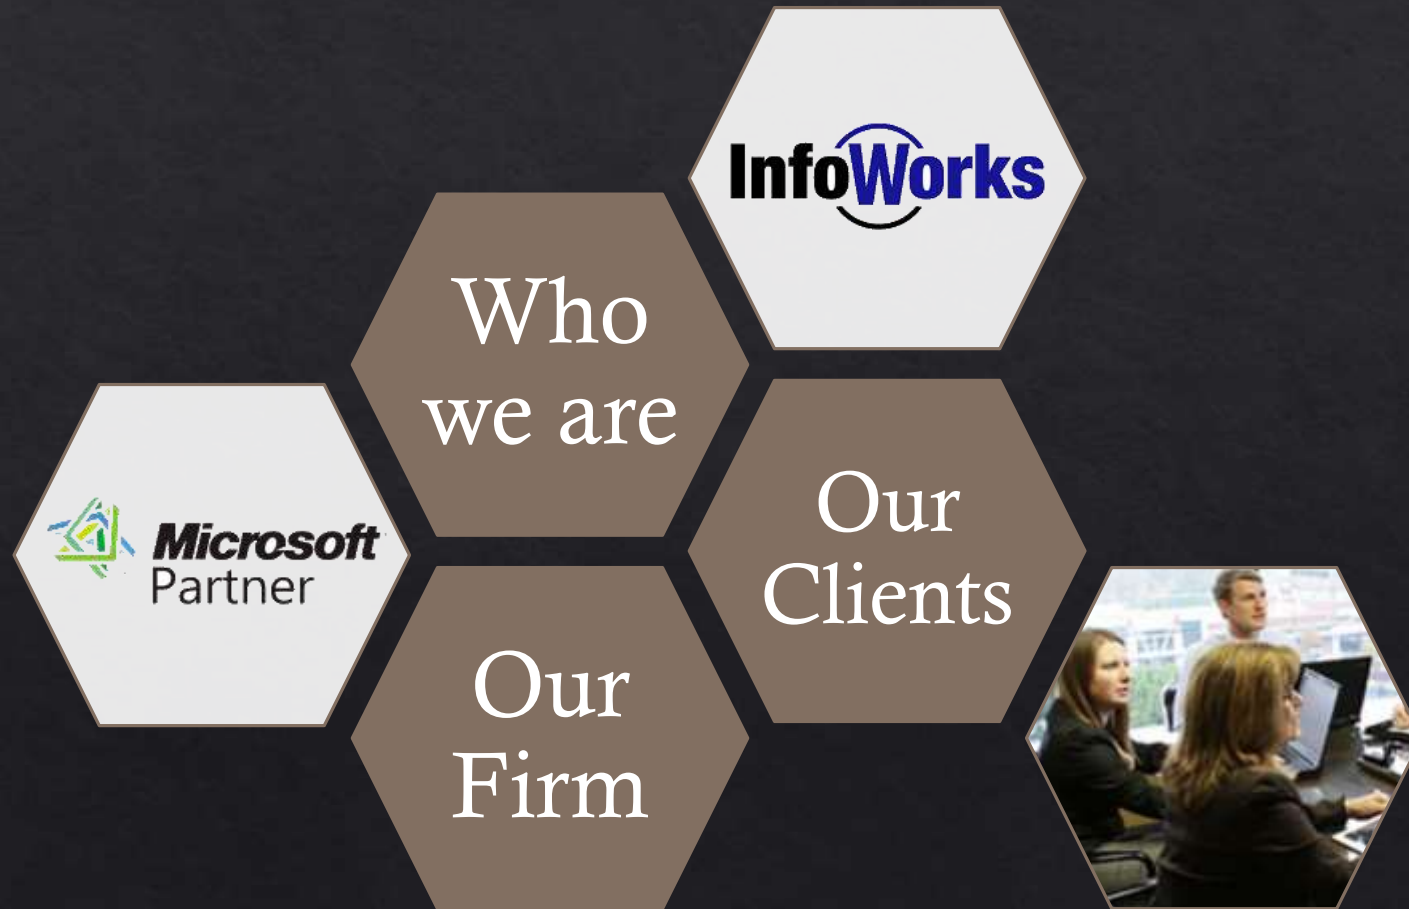 InfoWorks
Who
we are
Microsoft
Partner
Our
Clients
Our
Firm